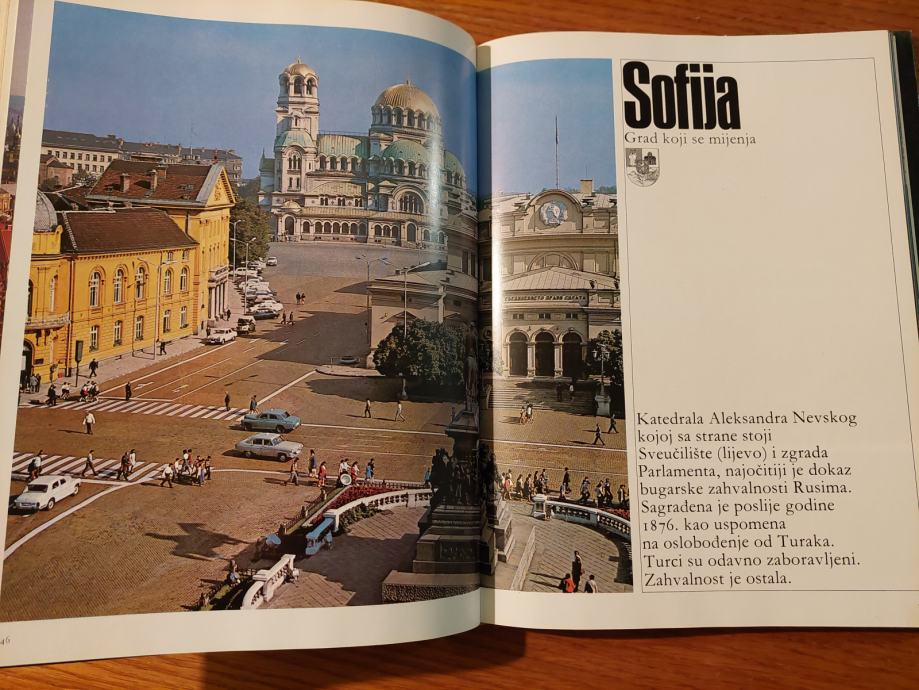 Sofija
Grad koji se mijenja
Katedrala Aleksandra Nevskog
kojoj sa strane stoji
Sveučilište (lijevo) i zgrada
Parlamenta, najočitiji je dokaz
bugarske zahvalnosti Rusima.
Sagrađena je poslije godine
1876. kao uspomena
na oslobođenje od Turaka.
Turci su odavno zaboravljeni.
Zahvalnost je ostala.
46